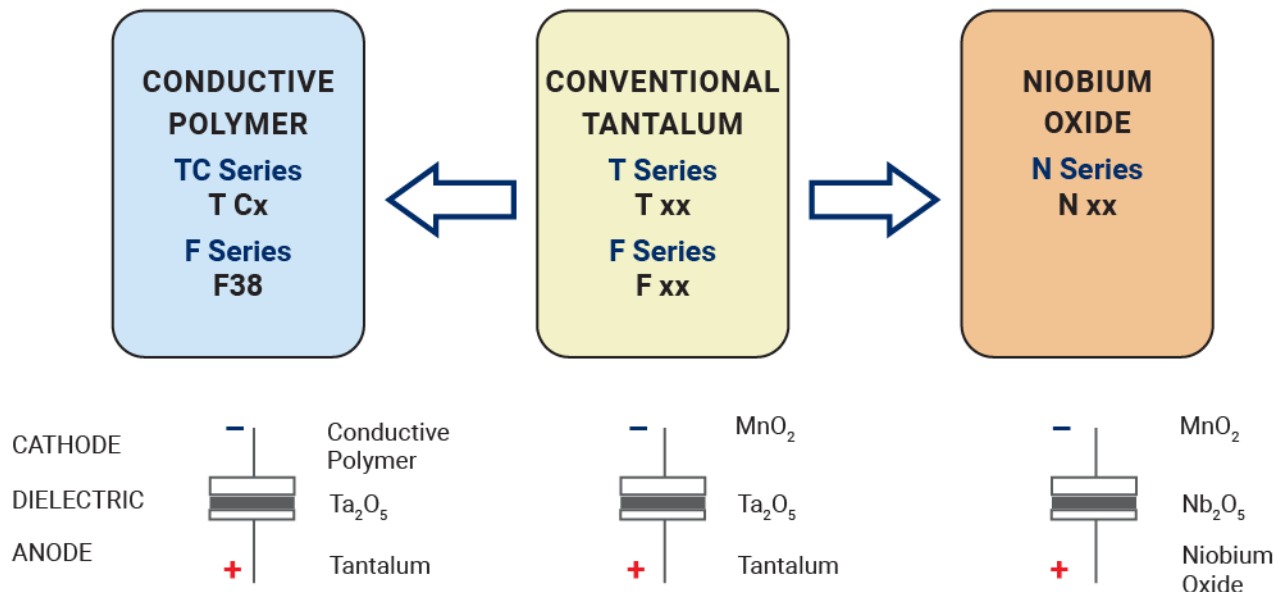 CONDUCTIVE
POLYMER
TC Series
T Cx
F Series
F38
CONVENTIONAL
TANTALUM
T Series
T xx
F Series
F xx
NIOBIUM
OXIDE
N Series
N xx
CATHODE
DIELECTRIC
ANODE
−
Conductive
Polymer
Ta₂O₅
+
Tantalum
−
MnO₂
Ta₂O₅
+
Tantalum
−
MnO₂
Nb₂O₅
+
Niobium
Oxide